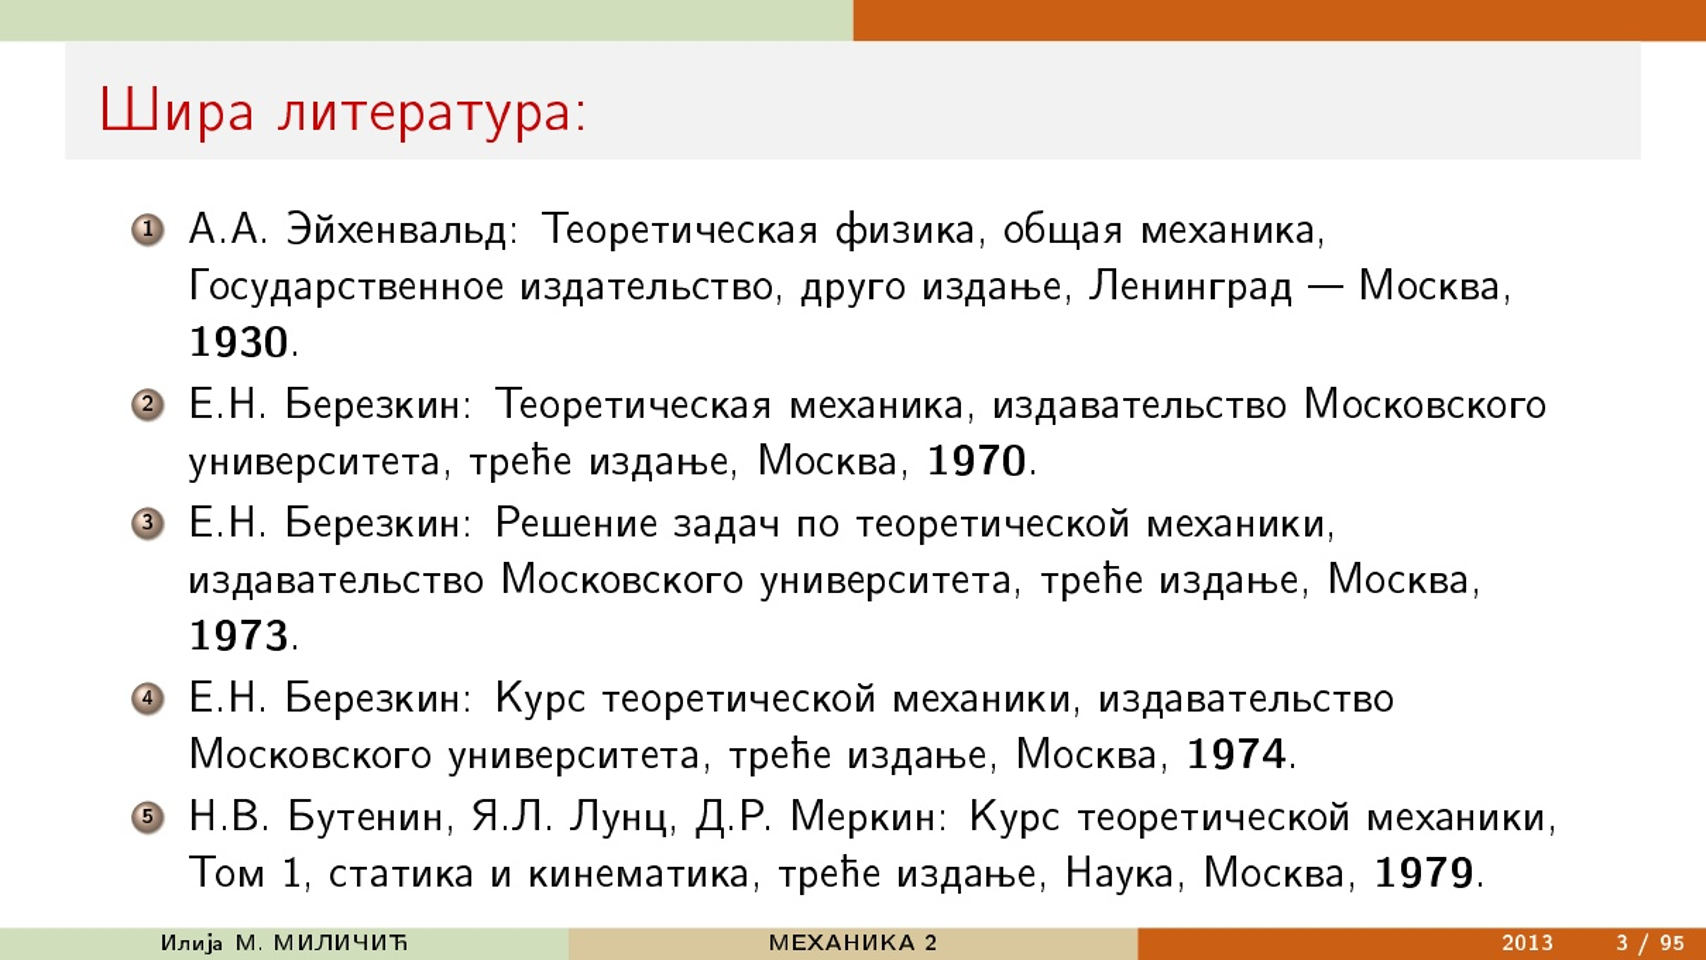 Шира литература:
1 А.А. Эйхенвальд: Теоретическая физика, общая механика,
Государственное издательство, друго издање, Ленинград — Москва,
1930.
2 Е.Н. Березкин: Теоретическая механика, издавательство Московского
университета, треће издање, Москва, 1970.
3 Е.Н. Березкин: Решение задач по теоретической механики,
издавательство Московского университета, треће издање, Москва,
1973.
4 Е.Н. Березкин: Курс теоретической механики, издавательство
Московского университета, треће издање, Москва, 1974.
5 Н.В. Бутенин, Я.Л. Лунц, Д.Р. Меркин: Курс теоретической механики,
Том 1, статика и кинематика, треће издање, Наука, Москва, 1979.
Илија М. МИЛИЧИЋ МЕХАНИКА 2 2013 3 / 95